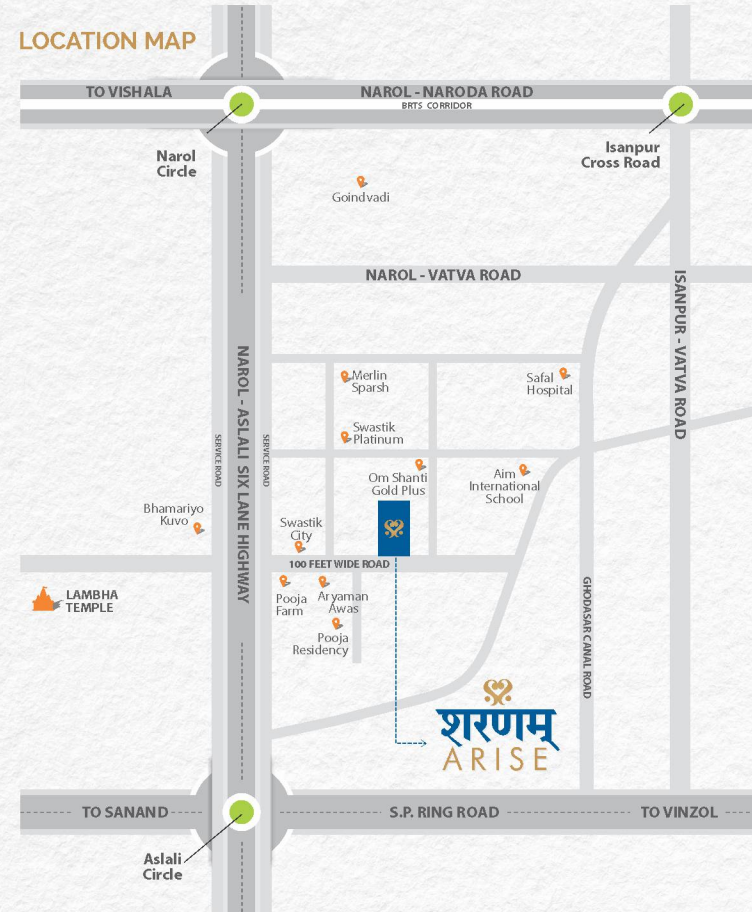 LOCATION MAP
TO VISHALA
NAROL - NARODA ROAD
BRTS CORRIDOR
Narol
Circle
Isanpur
Cross Road
Goindvadi
NAROL - VATVA ROAD
ISANPUR - VATVA ROAD
NAROL - ASLALI SIX LANE HIGHWAY
SERVICE ROAD
SERVICE ROAD
Merlin
Sparsh
Safal
Hospital
Swastik
Platinum
Om Shanti
Gold Plus
Aim
International
School
Bhamariyo
Kuvo
Swastik
City
100 FEET WIDE ROAD
LAMBHA
TEMPLE
Pooja
Farm
Aryaman
Awas
Pooja
Residency
GHODASAR CANAL ROAD
शरणम्
ARISE
TO SANAND
S.P. RING ROAD
TO VINZOL
Aslali
Circle